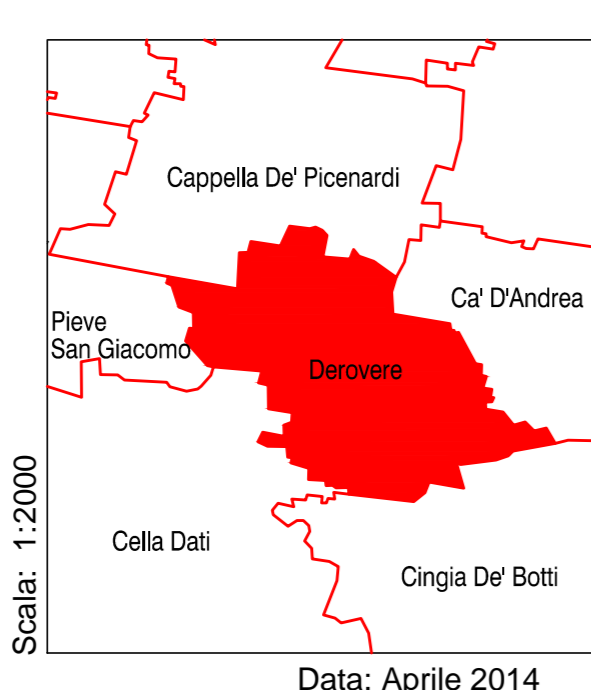 Cappella De' Picenardi
Ca' D'Andrea
Pieve
San Giacomo
Derovere
Cella Dati
Cingia De' Botti
Scala: 1:2000
Data: Aprile 2014